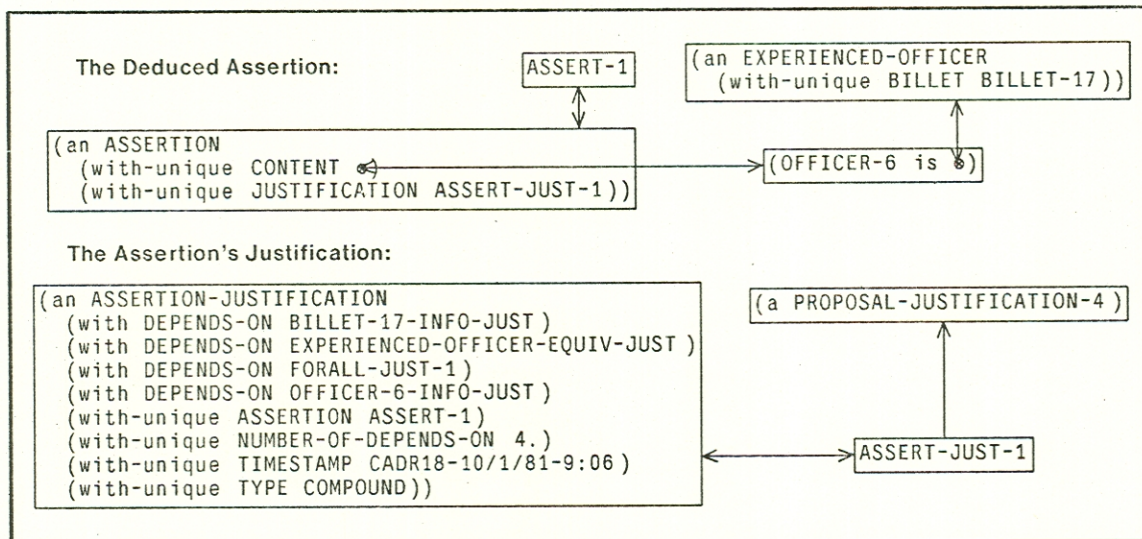 The Deduced Assertion:
ASSERT-1
(an EXPERIENCED-OFFICER
(with-unique BILLET BILLET-17))
(an ASSERTION
(with-unique CONTENT
(with-unique JUSTIFICATION ASSERT-JUST-1))
(OFFICER-6 is )
The Assertion's Justification:
(an ASSERTION-JUSTIFICATION
(with DEPENDS-ON BILLET-17-INFO-JUST)
(with DEPENDS-ON EXPERIENCED-OFFICER-EQUIV-JUST)
(with DEPENDS-ON FORALL-JUST-1)
(with DEPENDS-ON OFFICER-6-INFO-JUST)
(with-unique ASSERTION ASSERT-1)
(with-unique NUMBER-OF-DEPENDS-ON 4.)
(with-unique TIMESTAMP CADR18-10/1/81-9:06)
(with-unique TYPE COMPOUND))
(a PROPOSAL-JUSTIFICATION-4)
ASSERT-JUST-1